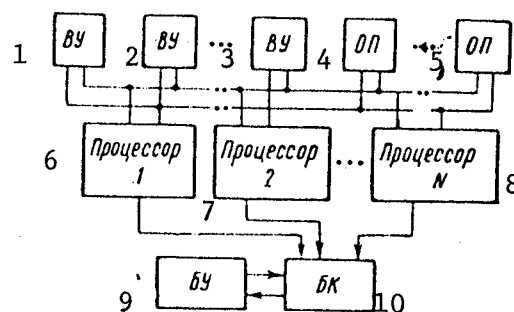 1 ВУ 2 ВУ ... 3 ВУ 4 ОП ... 5 ОП
6 Процессор 1 7 Процессор 2 ... Процессор N 8
9 БУ БК 10